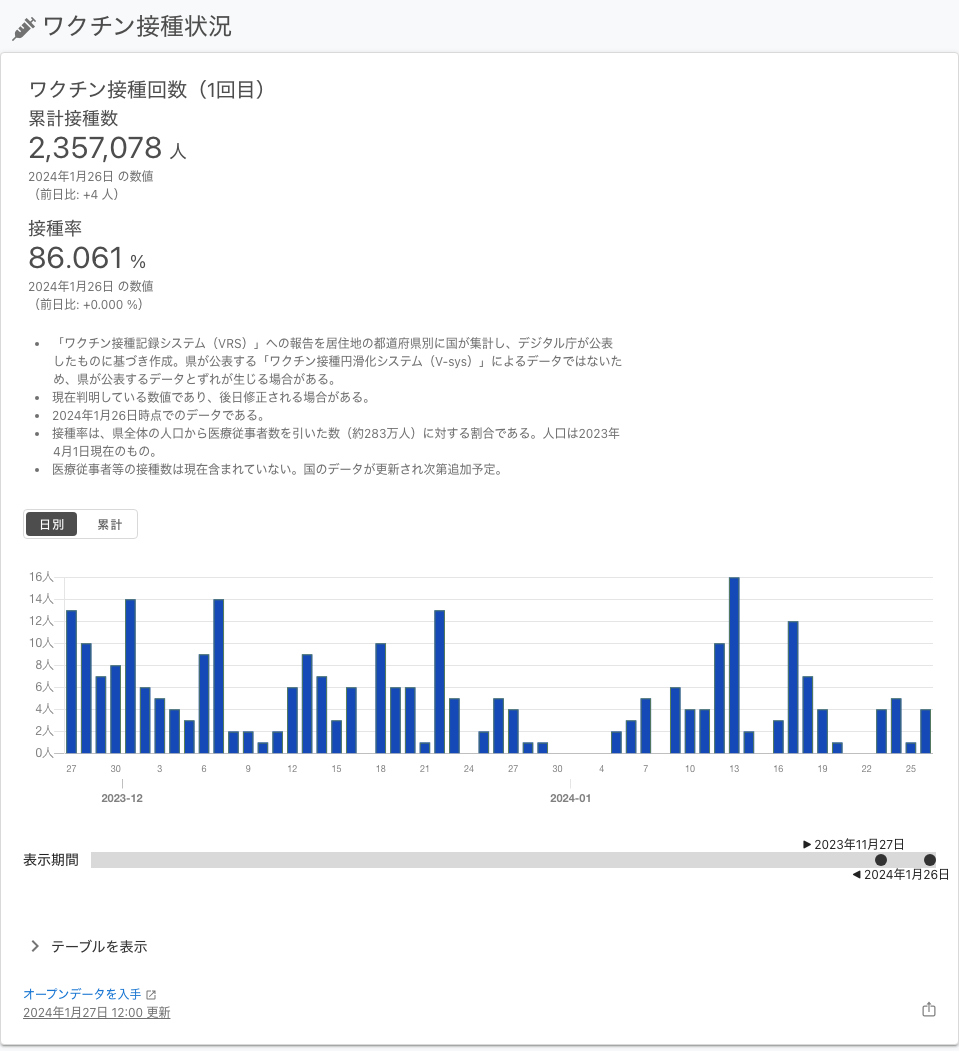 ワクチン接種状況
ワクチン接種回数（1回目）
累計接種数
2,357,078 人
2024年1月26日 の数値
（前日比: +4 人）
接種率
86.061 %
2024年1月26日 の数値
（前日比: +0.000 %）
「ワクチン接種記録システム（VRS）」への報告を居住地の都道府県別に国が集計し、デジタル庁が公表
したものに基づき作成。県が公表する「ワクチン接種円滑化システム（V-sys）」によるデータではないた
め、県が公表するデータとずれが生じる場合がある。
現在判明している数値であり、後日修正される場合がある。
2024年1月26日時点でのデータである。
接種率は、県全体の人口から医療従事者数を引いた数（約283万人）に対する割合である。人口は2023年
4月1日現在のもの。
医療従事者等の接種数は現在含まれていない。国のデータが更新され次第追加予定。
日別 累計
16人
14人
12人
10人
8人
6人
4人
2人
0人
27 30 3 6 9 12 15 18 21 24 27 30 4 7 10 13 16 19 22 25
2023-12 2024-01
▶ 2023年11月27日
表示期間
◀ 2024年1月26日
テーブルを表示
オープンデータを入手
2024年1月27日 12:00 更新